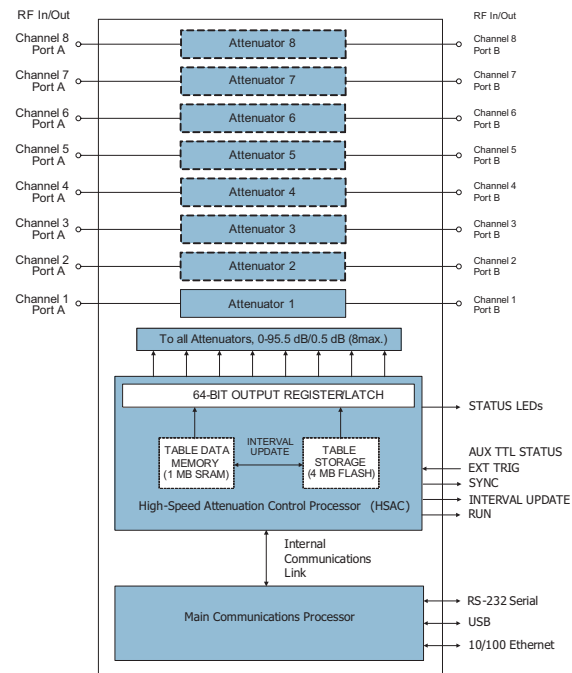 RF In/Out
RF In/Out
Channel 8
Port A
Attenuator 8
Channel 8
Port B
Channel 7
Port A
Attenuator 7
Channel 7
Port B
Channel 6
Port A
Attenuator 6
Channel 6
Port B
Channel 5
Port A
Attenuator 5
Channel 5
Port B
Channel 4
Port A
Attenuator 4
Channel 4
Port B
Channel 3
Port A
Attenuator 3
Channel 3
Port B
Channel 2
Port A
Attenuator 2
Channel 2
Port B
Channel 1
Port A
Attenuator 1
Channel 1
Port B
To all Attenuators, 0-95.5 dB/0.5 dB (8max.)
64-BIT OUTPUT REGISTER/LATCH
STATUS LEDs
TABLE DATA
MEMORY
(1 MB SRAM)
INTERVAL
UPDATE
TABLE
STORAGE
(4 MB FLASH)
High-Speed Attenuation Control Processor (HSAC)
AUX TTL STATUS
EXT TRIG
SYNC
INTERVAL UPDATE
RUN
Internal
Communications
Link
Main Communications Processor
RS-232 Serial
USB
10/100 Ethernet